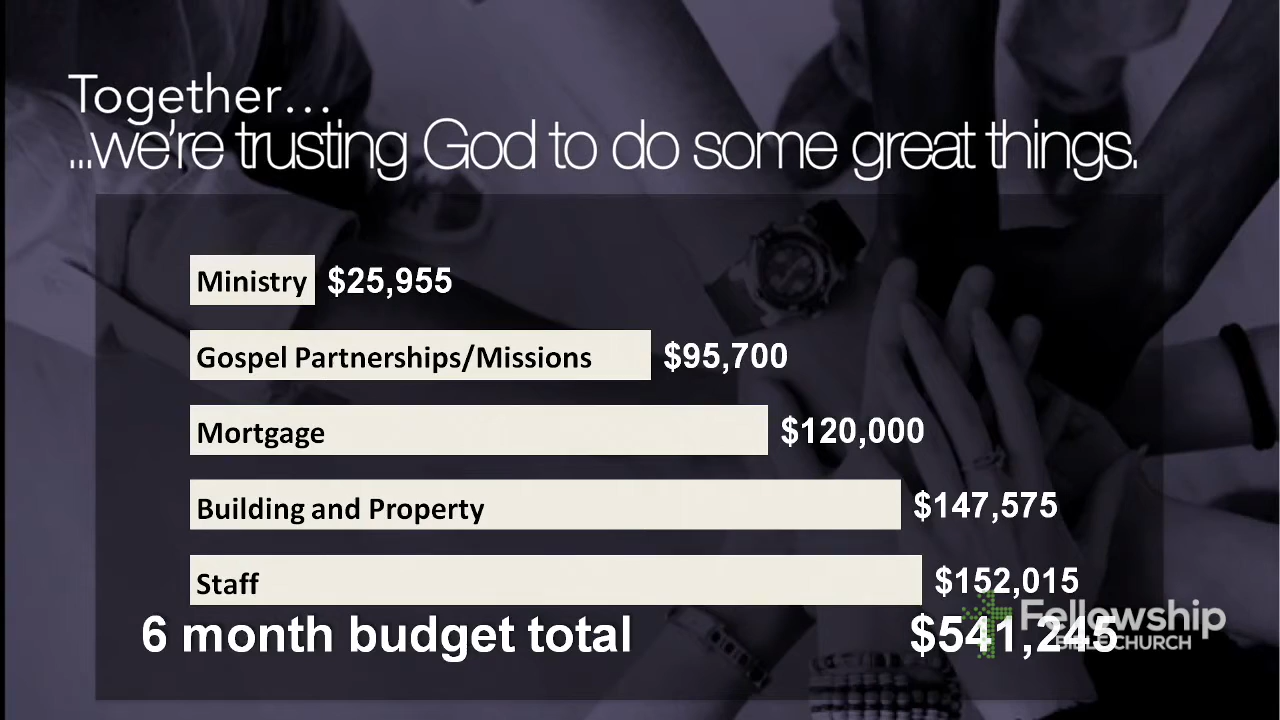 Together...
...we're trusting God to do some great things.
Ministry $25,955
Gospel Partnerships/Missions $95,700
Mortgage $120,000
Building and Property $147,575
Staff $152,015
6 month budget total $541,245
Fellowship
BIBLE CHURCH